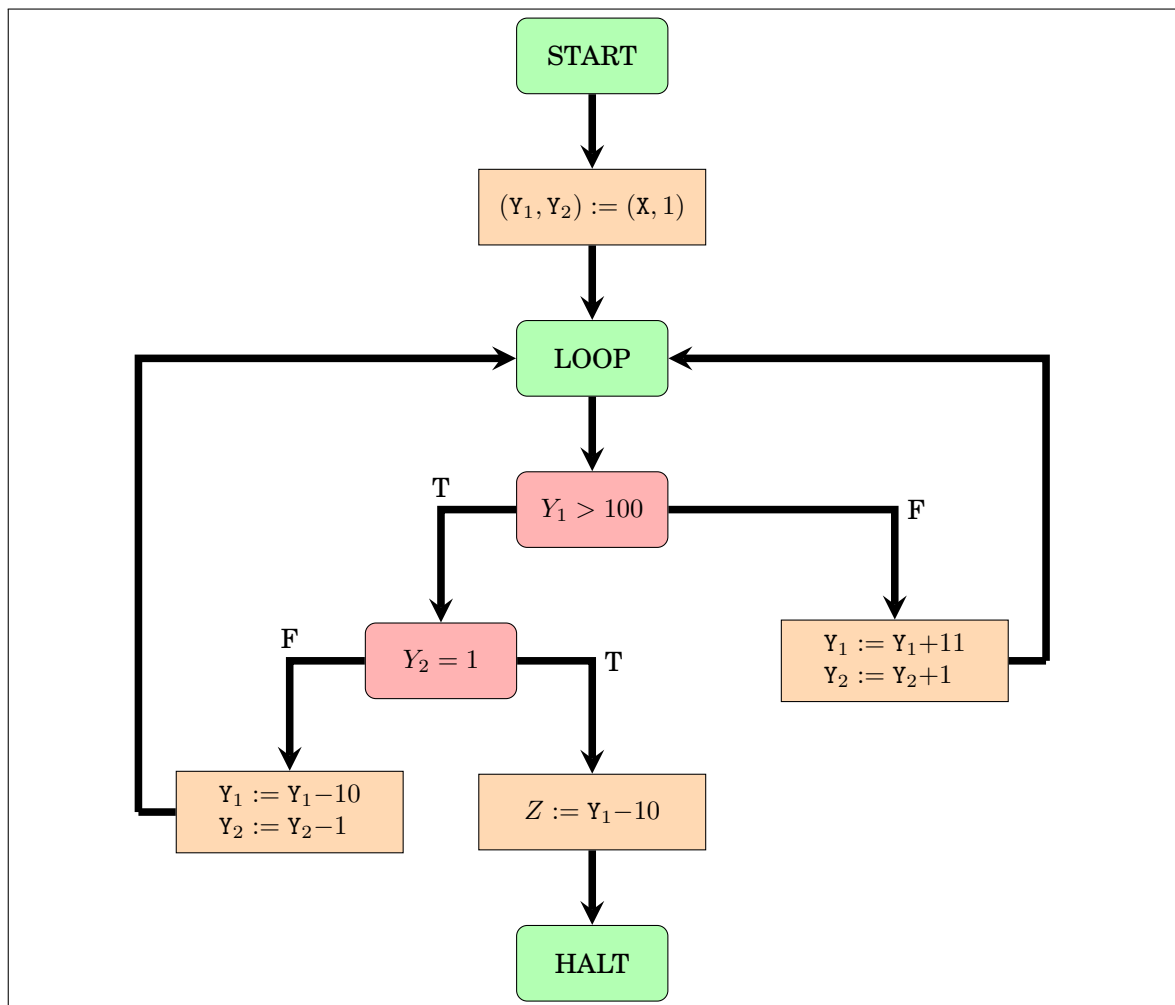 START
(Y₁, Y₂) := (X, 1)
LOOP
T
Y₁ > 100
F
F
Y₂ = 1
T
Y₁ := Y₁+11
Y₂ := Y₂+1
Y₁ := Y₁−10
Y₂ := Y₂−1
Z := Y₁−10
HALT